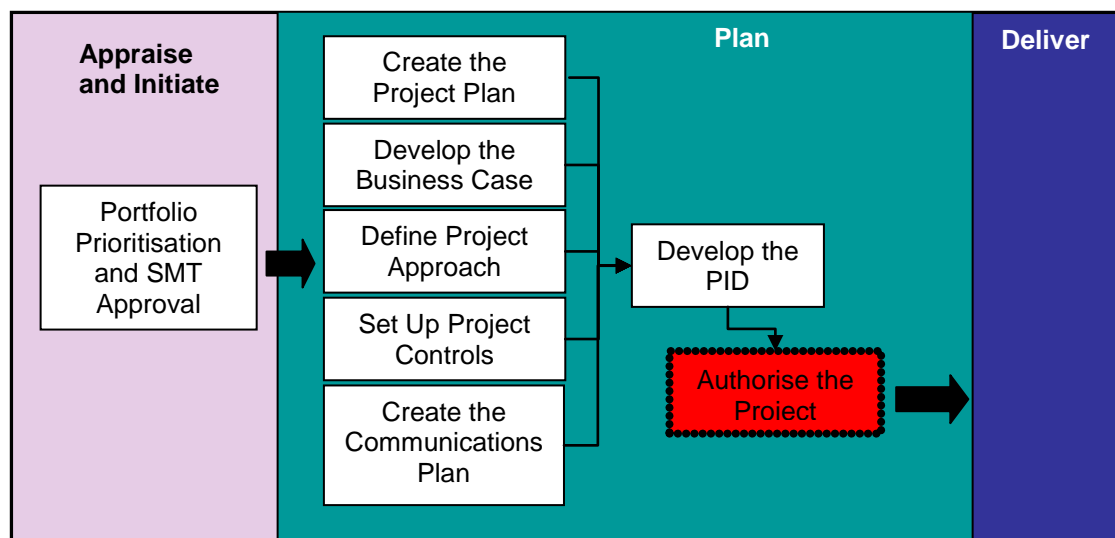 Appraise
and Initiate
Portfolio
Prioritisation
and SMT
Approval
Plan
Create the
Project Plan
Develop the
Business Case
Define Project
Approach
Set Up Project
Controls
Create the
Communications
Plan
Develop the
PID
Authorise the
Project
Deliver